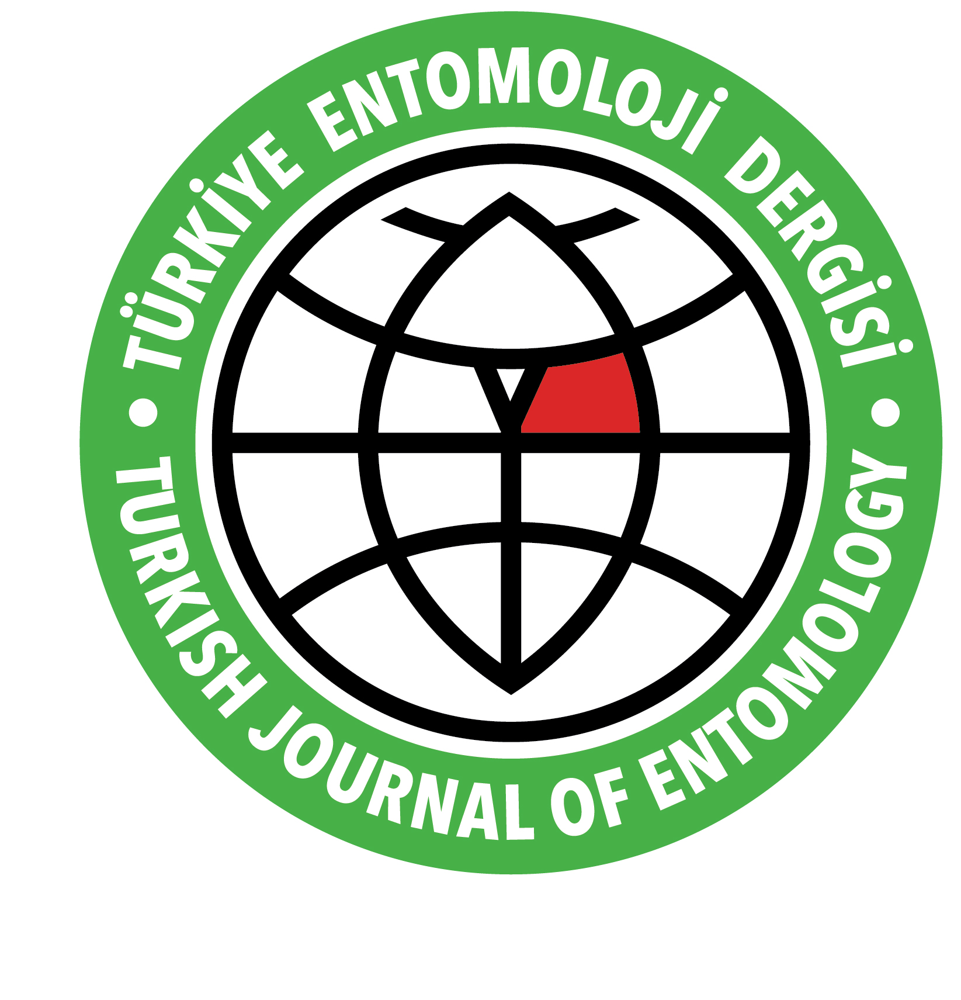 TÜRKİYE ENTOMOLOJİ DERGİSİ
TURKISH JOURNAL OF ENTOMOLOGY